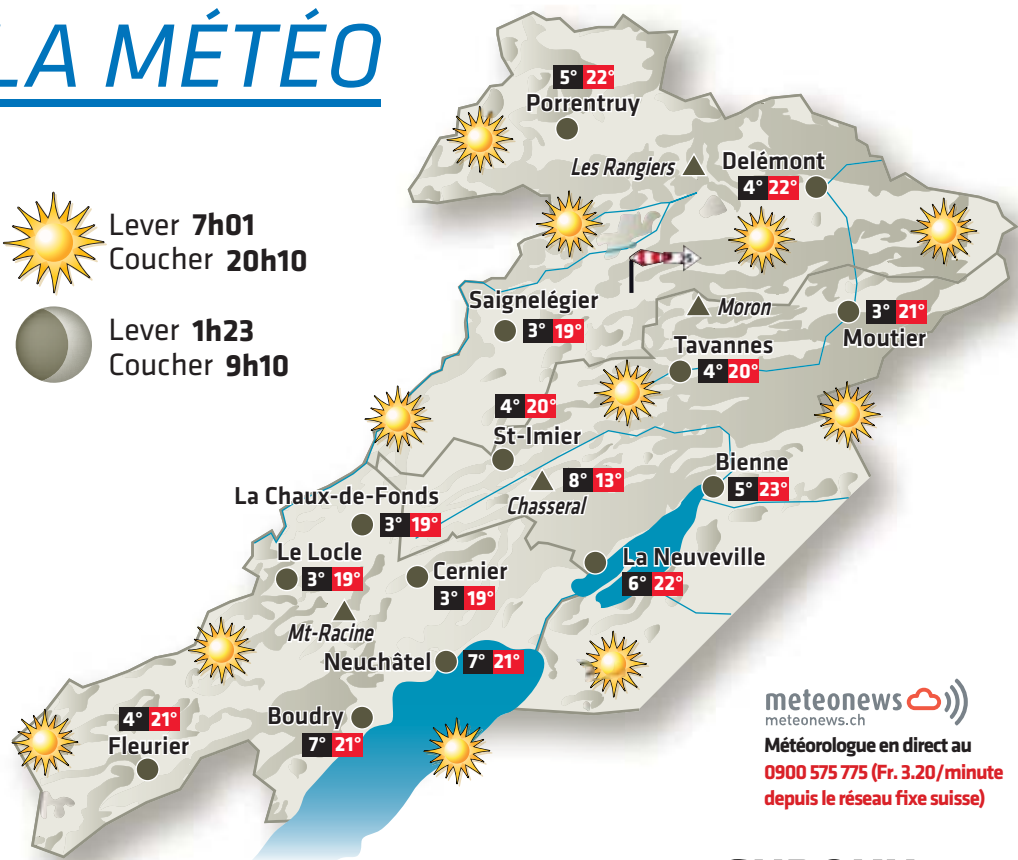 LA MÉTÉO
Lever 7h01
Coucher 20h10
Lever 1h23
Coucher 9h10
5° 22°
Porrentruy
Les Rangiers
Delémont
4° 22°
Saignelégier
3° 19°
Moron
3° 21°
Moutier
Tavannes
4° 20°
4° 20°
St-Imier
8° 13°
Chasseral
Bienne
5° 23°
La Chaux-de-Fonds
3° 19°
Le Locle
3° 19°
Cernier
3° 19°
La Neuveville
6° 22°
Mt-Racine
Neuchâtel 7° 21°
Boudry
7° 21°
4° 21°
Fleurier
meteonews
meteonews.ch
Météorologue en direct au
0900 575 775 (Fr. 3.20/minute
depuis le réseau fixe suisse)